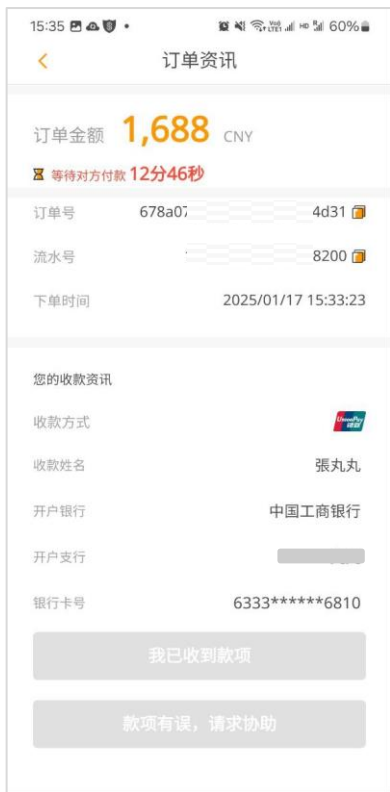 15:35 60%
订单资讯
订单金额 1,688 CNY
等待对方付款 12分46秒
订单号 678a07 4d31
流水号 8200
下单时间 2025/01/17 15:33:23
您的收款资讯
收款方式 UnionPay 银联
收款姓名 張丸丸
开户银行 中国工商银行
开户支行
银行卡号 6333******6810
我已收到款项
款项有误，请求协助